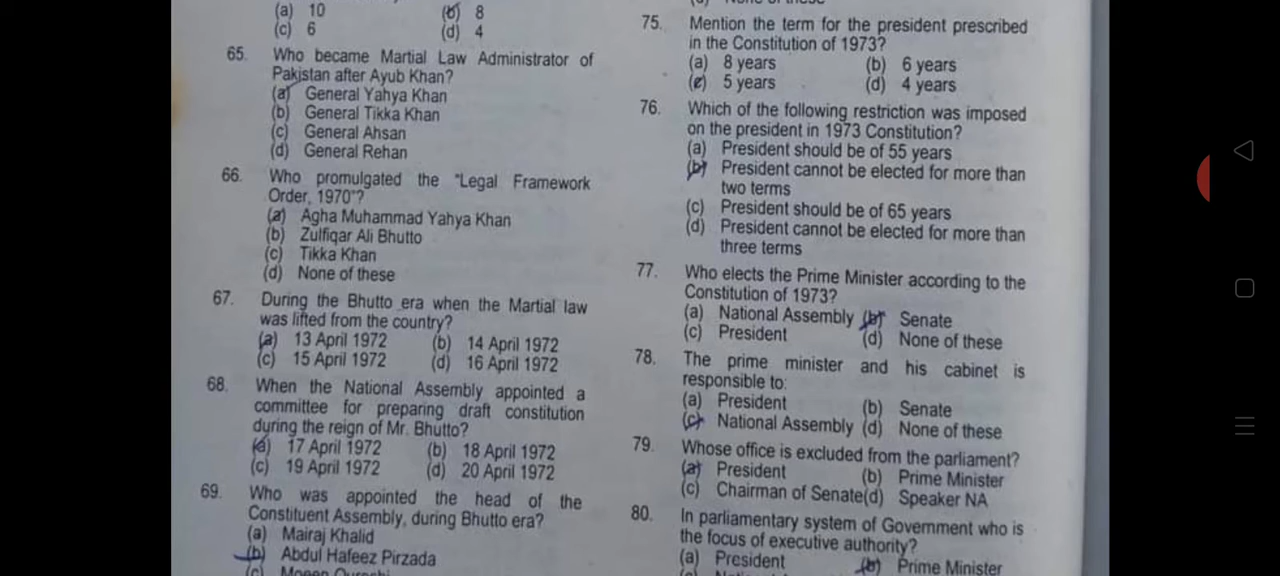 (a) 10 (b) 8
(c) 6 (d) 4
65. Who became Martial Law Administrator of
Pakistan after Ayub Khan?
(a) General Yahya Khan
(b) General Tikka Khan
(c) General Ahsan
(d) General Rehan
66. Who promulgated the "Legal Framework
Order, 1970"?
(a) Agha Muhammad Yahya Khan
(b) Zulfiqar Ali Bhutto
(c) Tikka Khan
(d) None of these
67. During the Bhutto era when the Martial law
was lifted from the country?
(a) 13 April 1972 (b) 14 April 1972
(c) 15 April 1972 (d) 16 April 1972
68. When the National Assembly appointed a
committee for preparing draft constitution
during the reign of Mr. Bhutto?
(a) 17 April 1972 (b) 18 April 1972
(c) 19 April 1972 (d) 20 April 1972
69. Who was appointed the head of the
Constituent Assembly, during Bhutto era?
(a) Mairaj Khalid
(b) Abdul Hafeez Pirzada
75. Mention the term for the president prescribed
in the Constitution of 1973?
(a) 8 years (b) 6 years
(c) 5 years (d) 4 years
76. Which of the following restriction was imposed
on the president in 1973 Constitution?
(a) President should be of 55 years
(b) President cannot be elected for more than
two terms
(c) President should be of 65 years
(d) President cannot be elected for more than
three terms
77. Who elects the Prime Minister according to the
Constitution of 1973?
(a) National Assembly (b) Senate
(c) President (d) None of these
78. The prime minister and his cabinet is
responsible to:
(a) President (b) Senate
(c) National Assembly (d) None of these
79. Whose office is excluded from the parliament?
(a) President (b) Prime Minister
(c) Chairman of Senate(d) Speaker NA
80. In parliamentary system of Government who is
the focus of executive authority?
(a) President (b) Prime Minister